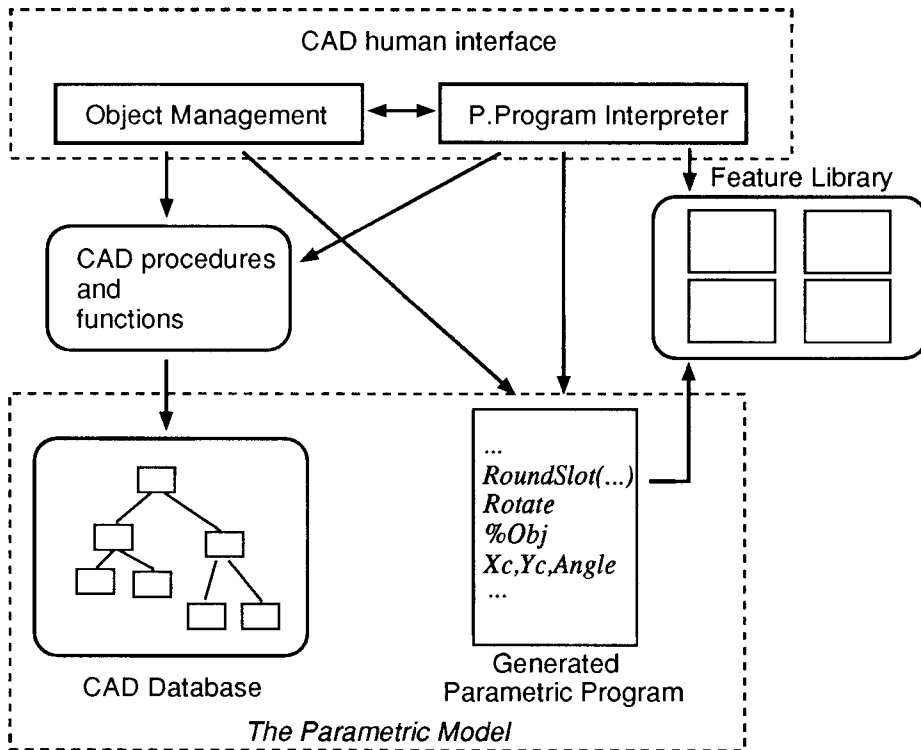 CAD human interface
Object Management
P.Program Interpreter
Feature Library
CAD procedures
and
functions
...
RoundSlot(...)
Rotate
%Obj
Xc,Yc,Angle
...
CAD Database
Generated
Parametric Program
The Parametric Model